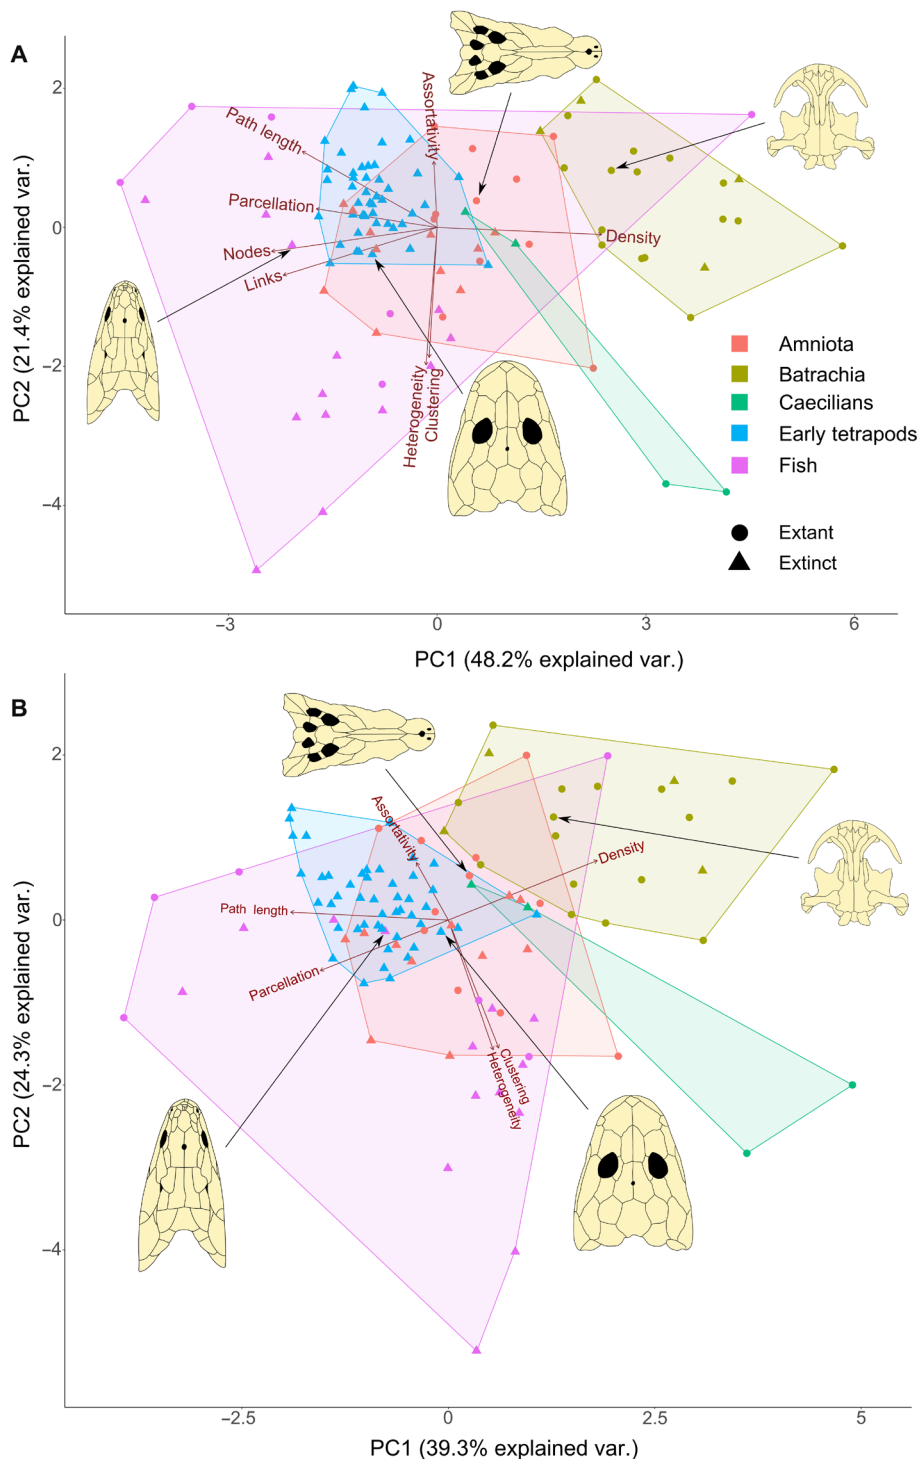 A
2
0
−2
−4
PC2 (21.4% explained var.)
Path length
Assortativity
Parcellation
Nodes
Links
Density
Heterogeneity
Clustering
Amniota
Batrachia
Caecilians
Early tetrapods
Fish
Extant
Extinct
−3
0
3
6
PC1 (48.2% explained var.)
B
2
0
−2
−4
PC2 (24.3% explained var.)
Assortativity
Density
Path length
Parcellation
Clustering
Heterogeneity
−2.5
0
2.5
5
PC1 (39.3% explained var.)